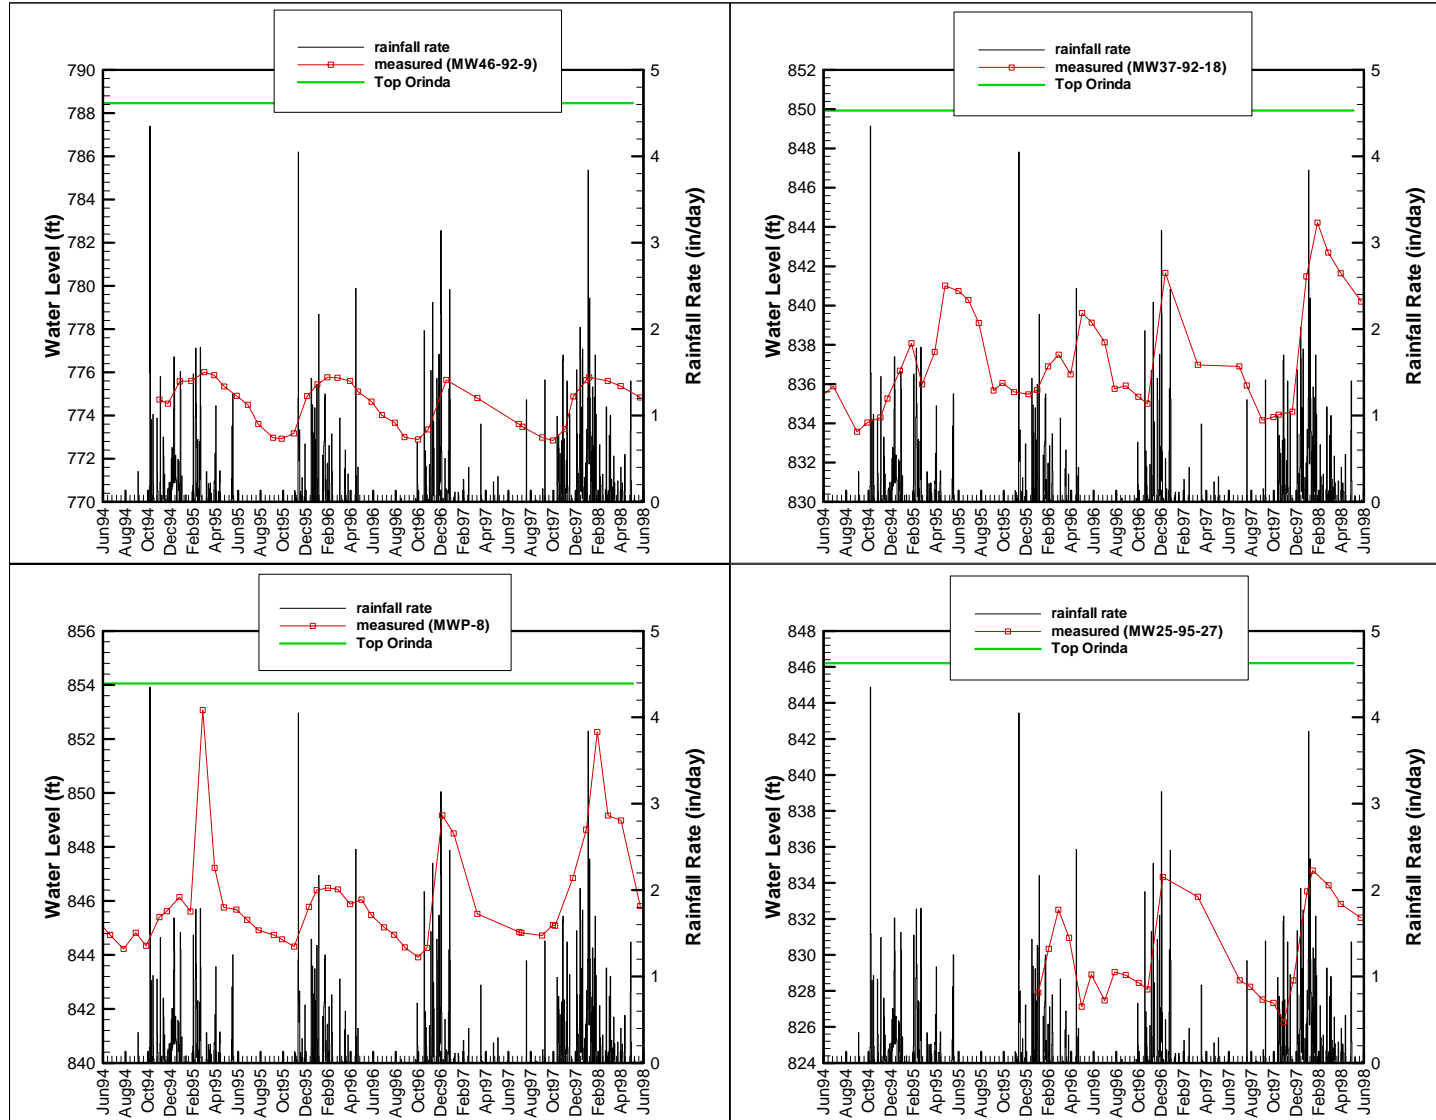 rainfall rate
measured (MW46-92-9)
Top Orinda
790
788
786
784
782
780
778
776
774
772
770
Water Level (ft)
5
4
3
2
1
0
Rainfall Rate (in/day)
Jun94 Aug94 Oct94 Dec94 Feb95 Apr95 Jun95 Aug95 Oct95 Dec95 Feb96 Apr96 Jun96 Aug96 Oct96 Dec96 Feb97 Apr97 Jun97 Aug97 Oct97 Dec97 Feb98 Apr98 Jun98
rainfall rate
measured (MW37-92-18)
Top Orinda
852
850
848
846
844
842
840
838
836
834
832
830
Water Level (ft)
5
4
3
2
1
0
Rainfall Rate (in/day)
Jun94 Aug94 Oct94 Dec94 Feb95 Apr95 Jun95 Aug95 Oct95 Dec95 Feb96 Apr96 Jun96 Aug96 Oct96 Dec96 Feb97 Apr97 Jun97 Aug97 Oct97 Dec97 Feb98 Apr98 Jun98
rainfall rate
measured (MWP-8)
Top Orinda
856
854
852
850
848
846
844
842
840
Water Level (ft)
5
4
3
2
1
0
Rainfall Rate (in/day)
Jun94 Aug94 Oct94 Dec94 Feb95 Apr95 Jun95 Aug95 Oct95 Dec95 Feb96 Apr96 Jun96 Aug96 Oct96 Dec96 Feb97 Apr97 Jun97 Aug97 Oct97 Dec97 Feb98 Apr98 Jun98
rainfall rate
measured (MW25-95-27)
Top Orinda
848
846
844
842
840
838
836
834
832
830
828
826
824
Water Level (ft)
5
4
3
2
1
0
Rainfall Rate (in/day)
Jun94 Aug94 Oct94 Dec94 Feb95 Apr95 Jun95 Aug95 Oct95 Dec95 Feb96 Apr96 Jun96 Aug96 Oct96 Dec96 Feb97 Apr97 Jun97 Aug97 Oct97 Dec97 Feb98 Apr98 Jun98